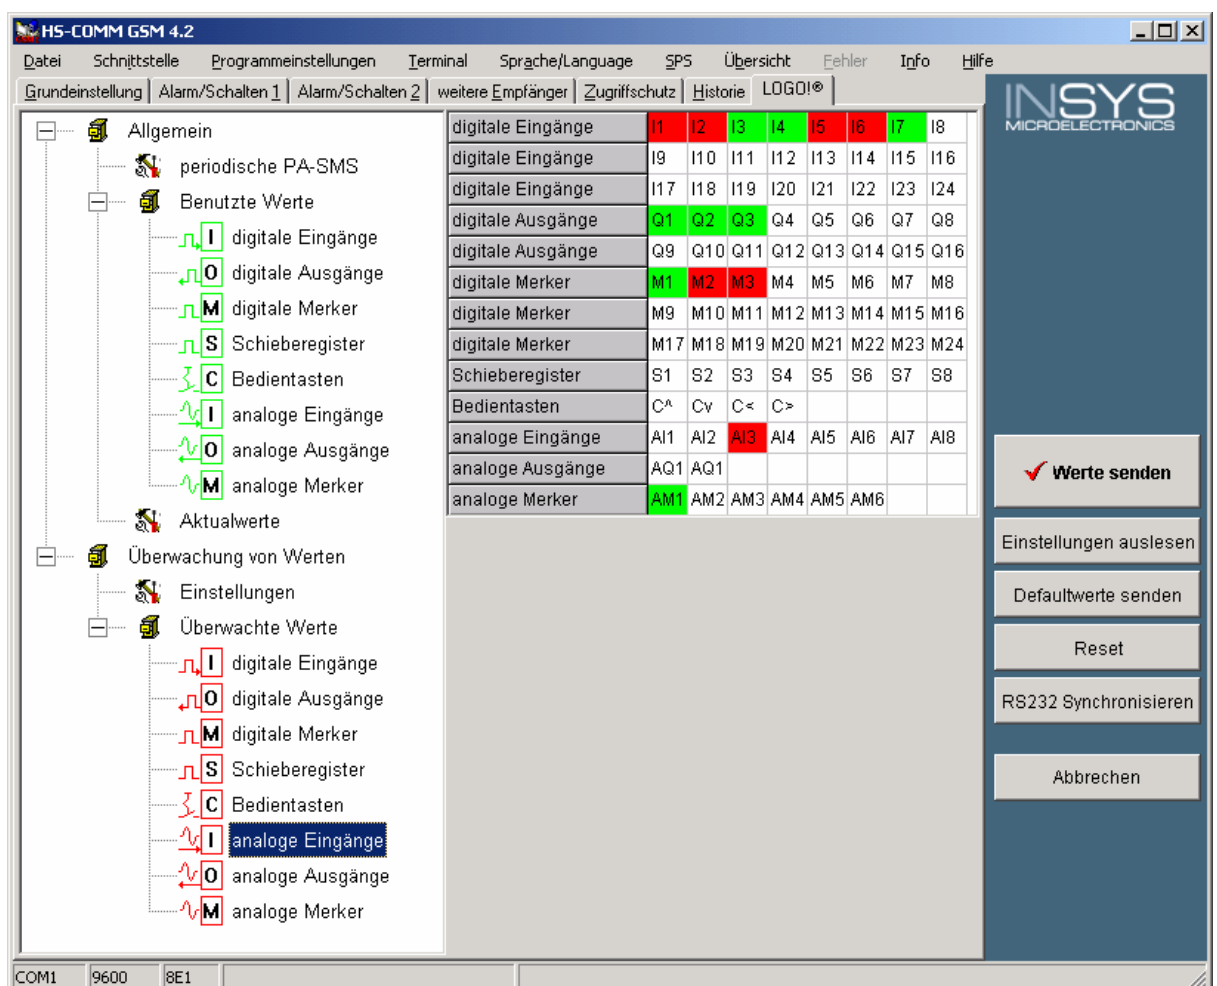 HS-COMM GSM 4.2
Datei Schnittstelle Programmeinstellungen Terminal Sprache/Language SPS Übersicht Fehler Info Hilfe
Grundeinstellung Alarm/Schalten 1 Alarm/Schalten 2 weitere Empfänger Zugriffschutz Historie LOGO!®
Allgemein
periodische PA-SMS
Benutzte Werte
I digitale Eingänge
O digitale Ausgänge
M digitale Merker
S Schieberegister
C Bedientasten
I analoge Eingänge
O analoge Ausgänge
M analoge Merker
Aktualwerte
Überwachung von Werten
Einstellungen
Überwachte Werte
I digitale Eingänge
O digitale Ausgänge
M digitale Merker
S Schieberegister
C Bedientasten
I analoge Eingänge
O analoge Ausgänge
M analoge Merker
digitale Eingänge I1 I2 I3 I4 I5 I6 I7 I8
digitale Eingänge I9 I10 I11 I12 I13 I14 I15 I16
digitale Eingänge I17 I18 I19 I20 I21 I22 I23 I24
digitale Ausgänge Q1 Q2 Q3 Q4 Q5 Q6 Q7 Q8
digitale Ausgänge Q9 Q10 Q11 Q12 Q13 Q14 Q15 Q16
digitale Merker M1 M2 M3 M4 M5 M6 M7 M8
digitale Merker M9 M10 M11 M12 M13 M14 M15 M16
digitale Merker M17 M18 M19 M20 M21 M22 M23 M24
Schieberegister S1 S2 S3 S4 S5 S6 S7 S8
Bedientasten C^ Cv C< C>
analoge Eingänge AI1 AI2 AI3 AI4 AI5 AI6 AI7 AI8
analoge Ausgänge AQ1 AQ1
analoge Merker AM1 AM2 AM3 AM4 AM5 AM6
INSYS
MICROELECTRONICS
Werte senden
Einstellungen auslesen
Defaultwerte senden
Reset
RS232 Synchronisieren
Abbrechen
COM1 9600 8E1